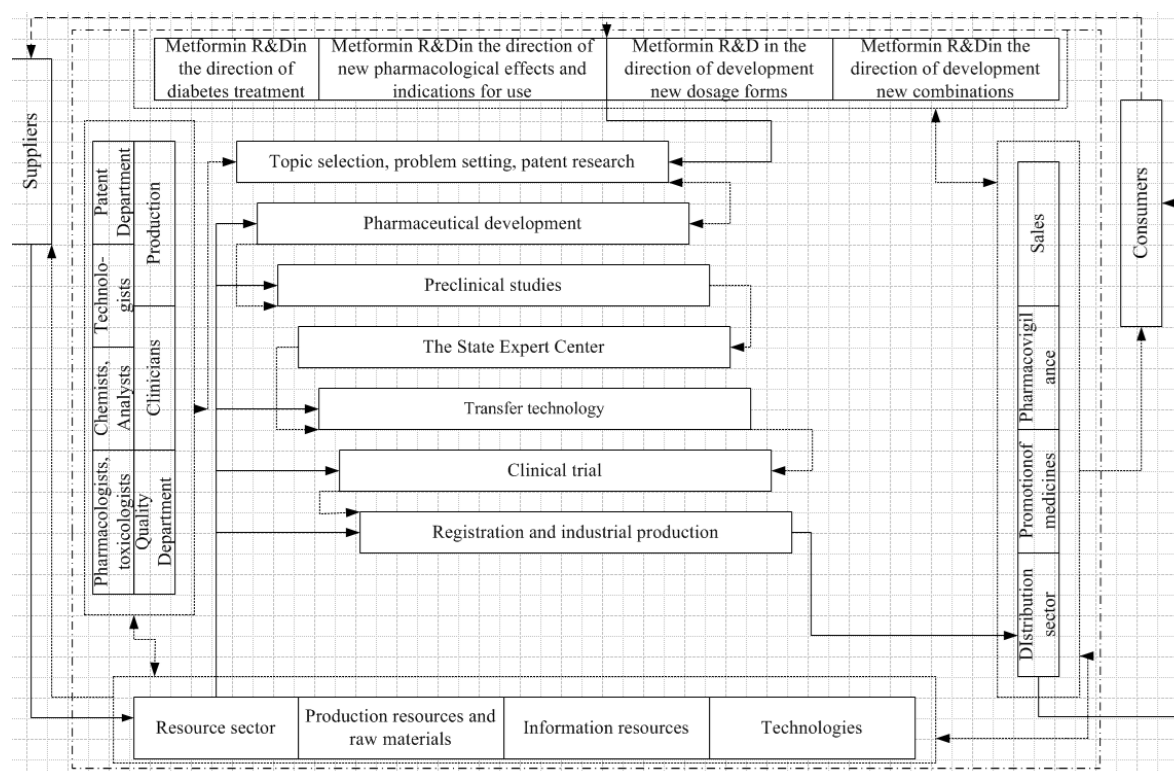 Metformin R&Din
the direction of
diabetes treatment
Metformin R&Din the direction of
new pharmacological effects and
indications for use
Metformin R&D in the
direction of development
new dosage forms
Metformin R&Din the
direction of development
new combinations
Suppliers
Patent
Department
Technolo-
gists
Chemists,
Analysts
Pharmacologists,
toxicologists
Production
Clinicians
Quality
Department
Topic selection, problem setting, patent research
Pharmaceutical development
Preclinical studies
The State Expert Center
Transfer technology
Clinical trial
Registration and industrial production
Sales
Pharmacovigil
ance
Promotionof
medicines
DIstribution
sector
Consumers
Resource sector
Production resources and
raw materials
Information resources
Technologies